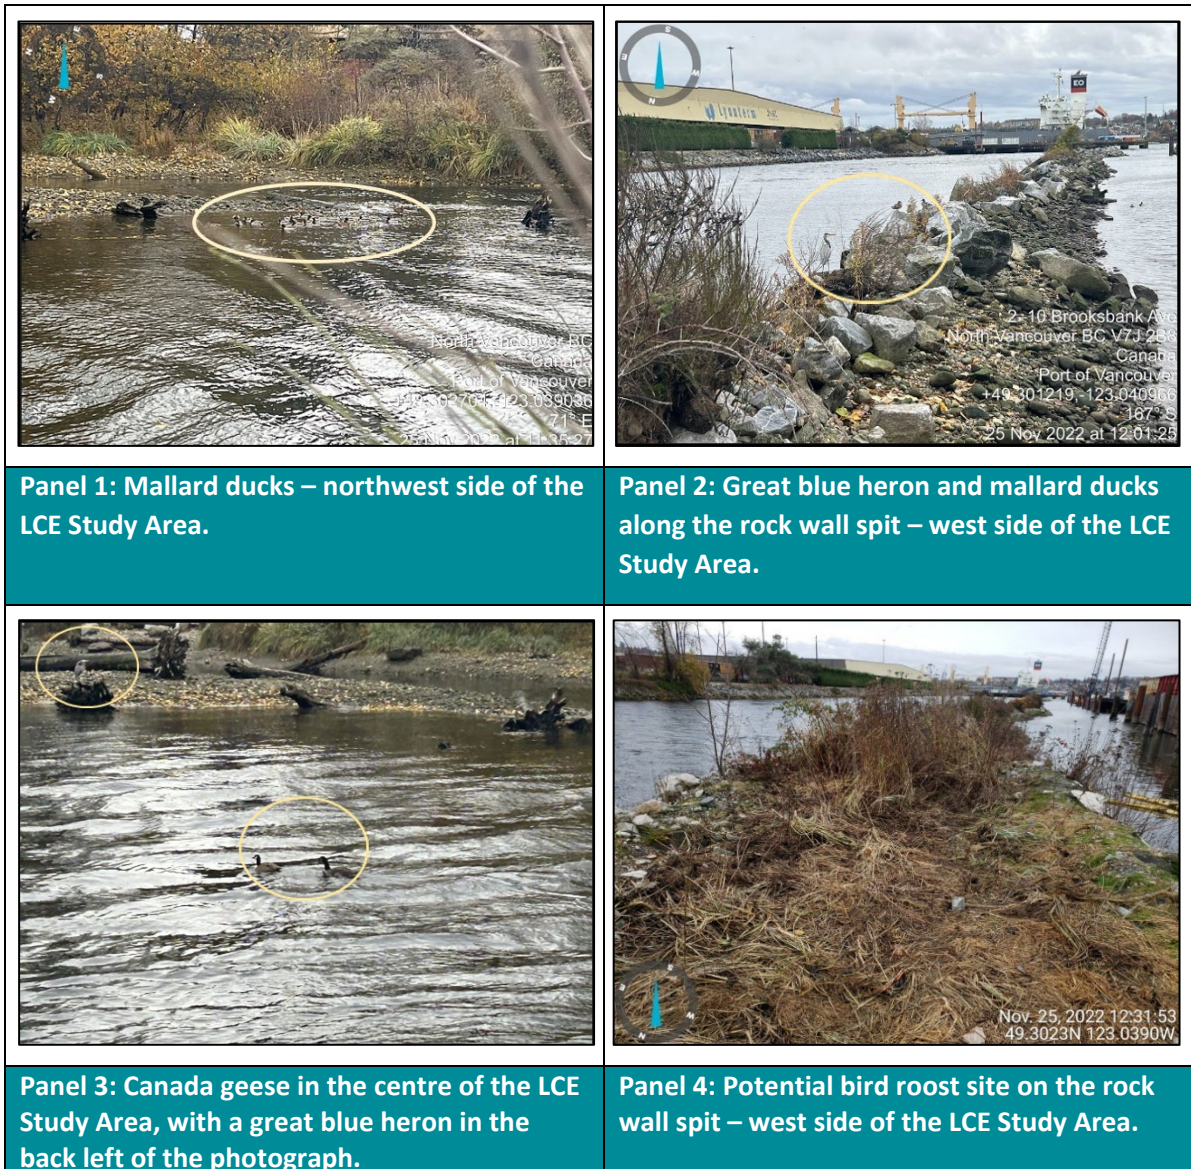 Lynnterm
EO
S
E
W
N
North Vancouver BC
Canada
Port of Vancouver
71° E
25 Nov 2022 at 11:35:27
2-10 Brooksbank Ave
North Vancouver BC V7J 2B8
Canada
Port of Vancouver
+49.301219,-123.040966
167° S
25 Nov 2022 at 12:01:25
Panel 1: Mallard ducks – northwest side of the
LCE Study Area.
Panel 2: Great blue heron and mallard ducks
along the rock wall spit – west side of the LCE
Study Area.
Nov. 25, 2022 12:31:53
49.3023N 123.0390W
Panel 3: Canada geese in the centre of the LCE
Study Area, with a great blue heron in the
back left of the photograph.
Panel 4: Potential bird roost site on the rock
wall spit – west side of the LCE Study Area.